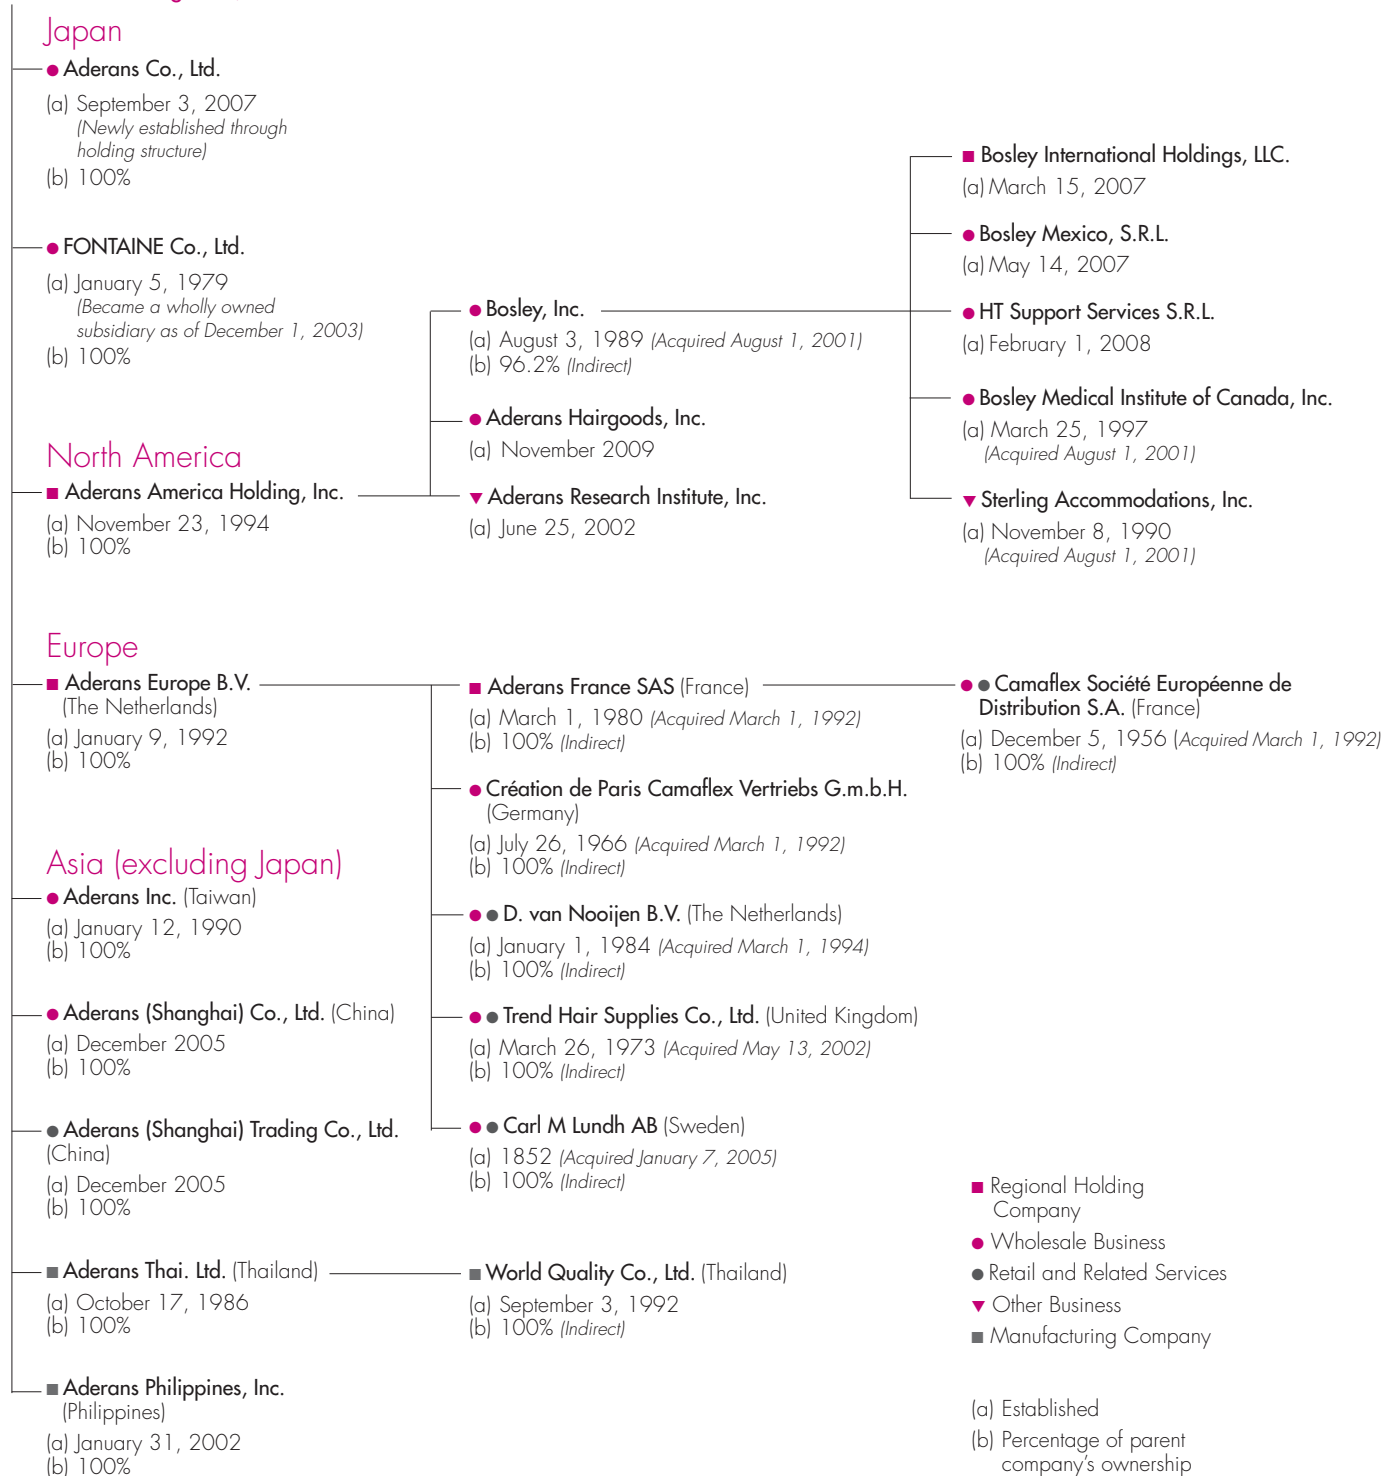 Japan
Aderans Co., Ltd.
(a) September 3, 2007
(Newly established through
holding structure)
(b) 100%
FONTAINE Co., Ltd.
(a) January 5, 1979
(Became a wholly owned
subsidiary as of December 1, 2003)
(b) 100%
North America
Aderans America Holding, Inc.
(a) November 23, 1994
(b) 100%
Bosley, Inc.
(a) August 3, 1989 (Acquired August 1, 2001)
(b) 96.2% (Indirect)
Aderans Hairgoods, Inc.
(a) November 2009
Aderans Research Institute, Inc.
(a) June 25, 2002
Bosley International Holdings, LLC.
(a) March 15, 2007
Bosley Mexico, S.R.L.
(a) May 14, 2007
HT Support Services S.R.L.
(a) February 1, 2008
Bosley Medical Institute of Canada, Inc.
(a) March 25, 1997
(Acquired August 1, 2001)
Sterling Accommodations, Inc.
(a) November 8, 1990
(Acquired August 1, 2001)
Europe
Aderans Europe B.V.
(The Netherlands)
(a) January 9, 1992
(b) 100%
Aderans France SAS (France)
(a) March 1, 1980 (Acquired March 1, 1992)
(b) 100% (Indirect)
Camaflex Société Européenne de
Distribution S.A. (France)
(a) December 5, 1956 (Acquired March 1, 1992)
(b) 100% (Indirect)
Création de Paris Camaflex Vertriebs G.m.b.H.
(Germany)
(a) July 26, 1966 (Acquired March 1, 1992)
(b) 100% (Indirect)
D. van Nooijen B.V. (The Netherlands)
(a) January 1, 1984 (Acquired March 1, 1994)
(b) 100% (Indirect)
Trend Hair Supplies Co., Ltd. (United Kingdom)
(a) March 26, 1973 (Acquired May 13, 2002)
(b) 100% (Indirect)
Carl M Lundh AB (Sweden)
(a) 1852 (Acquired January 7, 2005)
(b) 100% (Indirect)
Asia (excluding Japan)
Aderans Inc. (Taiwan)
(a) January 12, 1990
(b) 100%
Aderans (Shanghai) Co., Ltd. (China)
(a) December 2005
(b) 100%
Aderans (Shanghai) Trading Co., Ltd.
(China)
(a) December 2005
(b) 100%
Aderans Thai. Ltd. (Thailand)
(a) October 17, 1986
(b) 100%
World Quality Co., Ltd. (Thailand)
(a) September 3, 1992
(b) 100% (Indirect)
Aderans Philippines, Inc.
(Philippines)
(a) January 31, 2002
(b) 100%
Regional Holding
Company
Wholesale Business
Retail and Related Services
Other Business
Manufacturing Company
(a) Established
(b) Percentage of parent
company's ownership